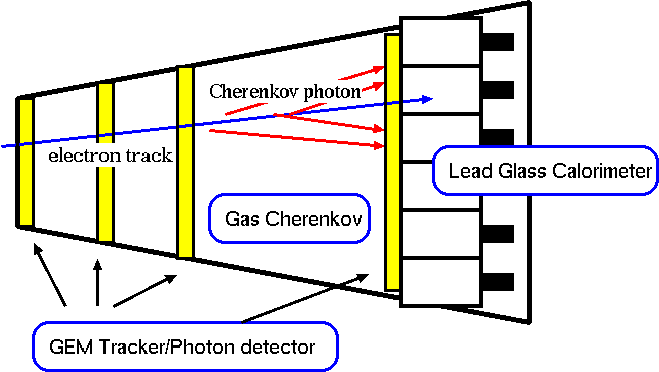 Cherenkov photon
electron track
Lead Glass Calorimeter
Gas Cherenkov
GEM Tracker/Photon detector